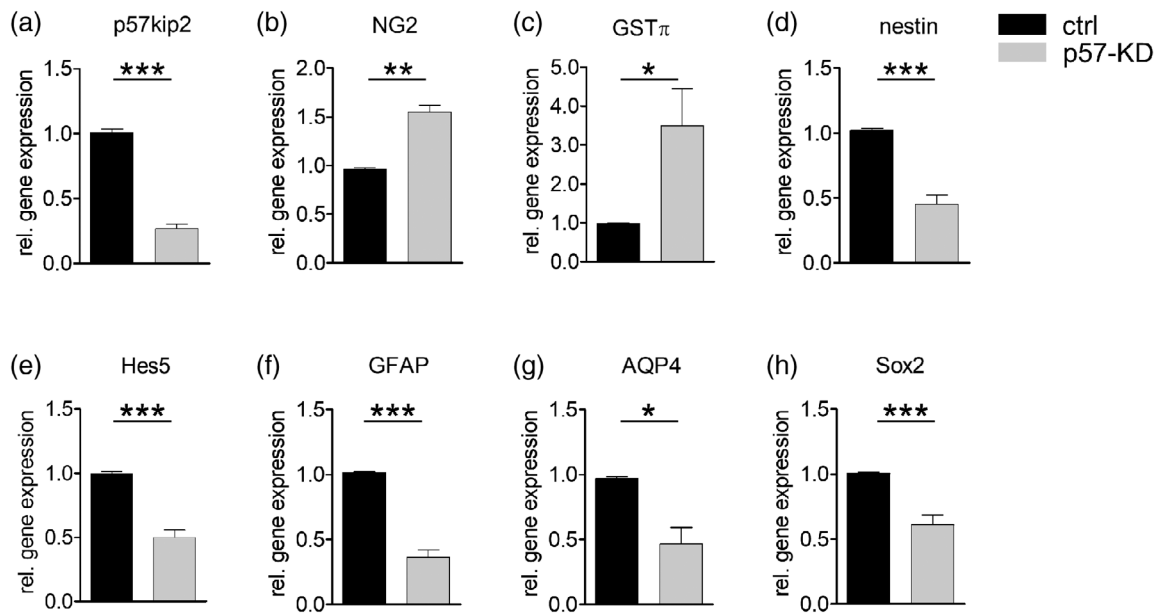 (a) p57kip2
***
rel. gene expression
1.5
1.0
0.5
0.0
(b) NG2
**
rel. gene expression
2.0
1.5
1.0
0.5
0.0
(c) GSTπ
*
rel. gene expression
5.0
4.0
3.0
2.0
1.0
0.0
(d) nestin
***
rel. gene expression
1.5
1.0
0.5
0.0
ctrl
p57-KD
(e) Hes5
***
rel. gene expression
1.5
1.0
0.5
0.0
(f) GFAP
***
rel. gene expression
1.5
1.0
0.5
0.0
(g) AQP4
*
rel. gene expression
1.5
1.0
0.5
0.0
(h) Sox2
***
rel. gene expression
1.5
1.0
0.5
0.0